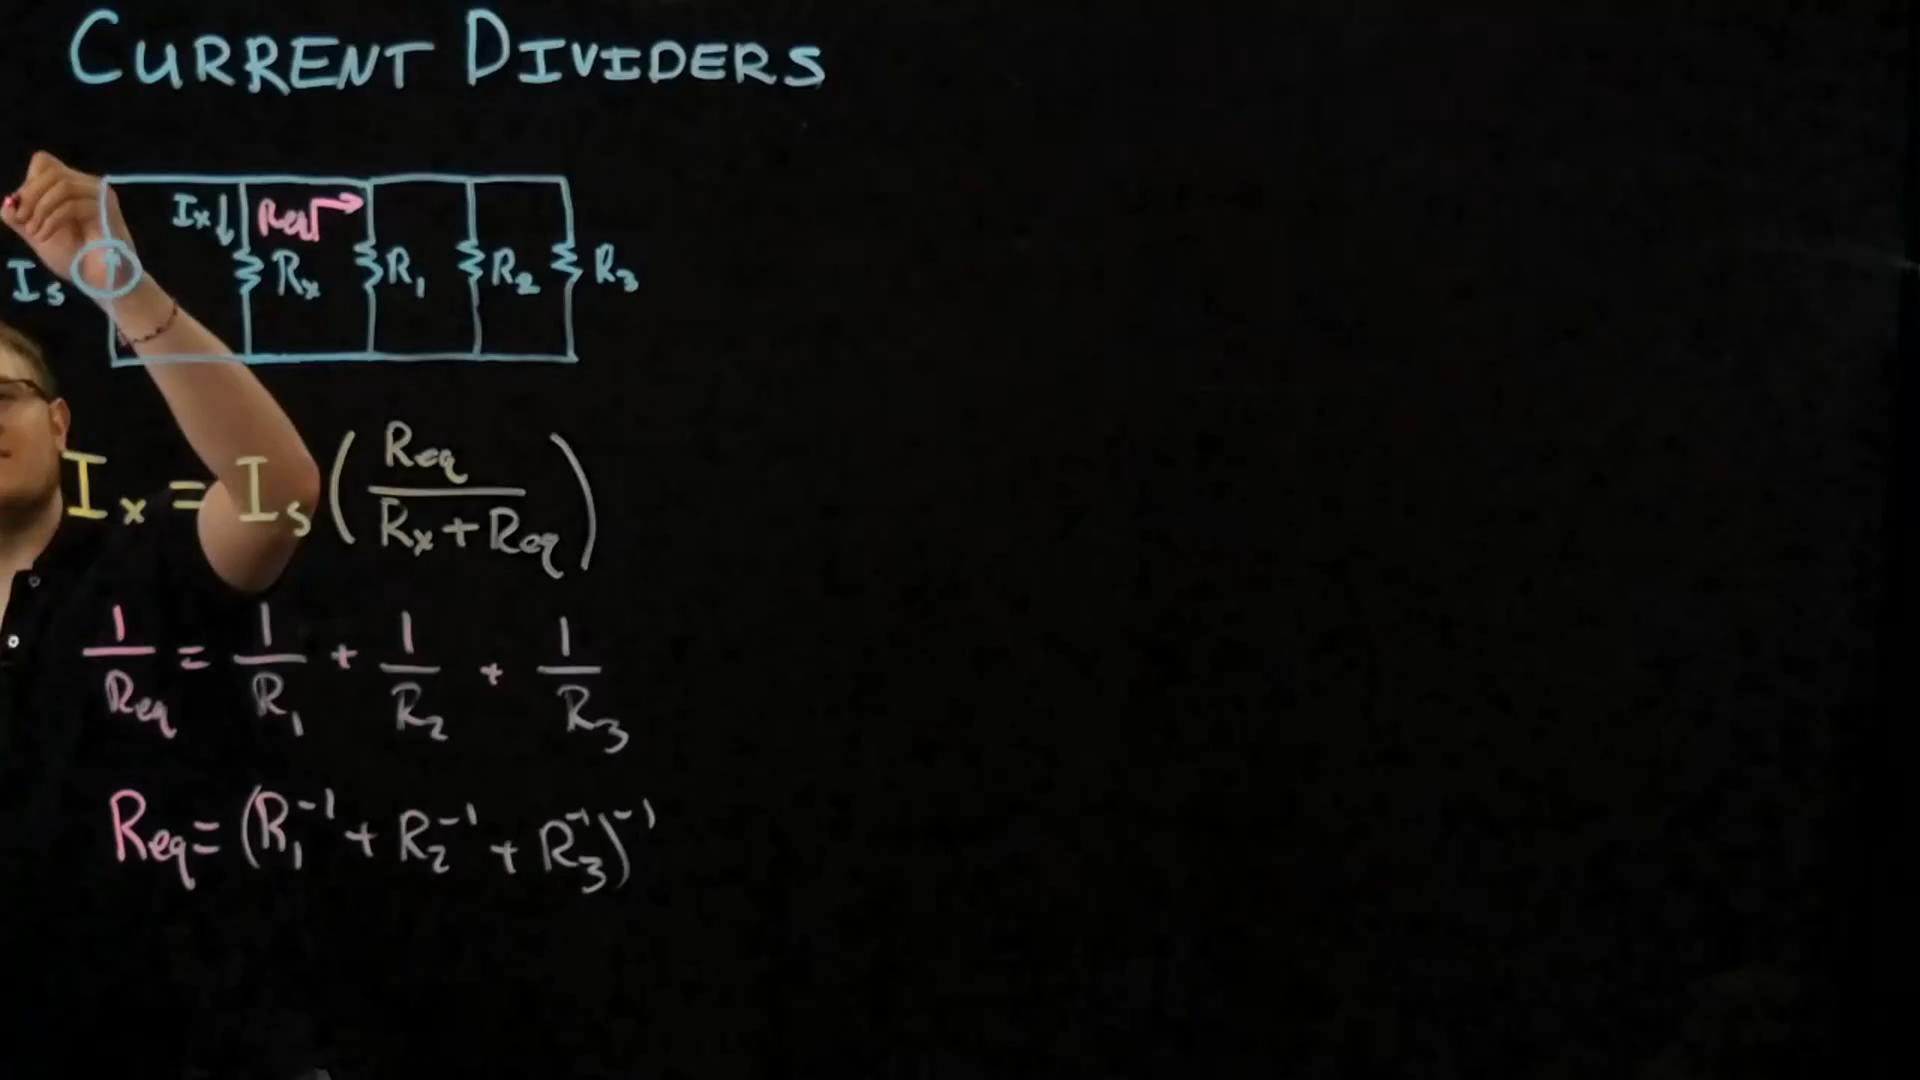 CURRENT DIVIDERS
Ix↓ Req
Is Rx R1 R2 R3
Ix = Is (Req / (Rx + Req))
1/Req = 1/R1 + 1/R2 + 1/R3
Req = (R1⁻¹ + R2⁻¹ + R3⁻¹)⁻¹